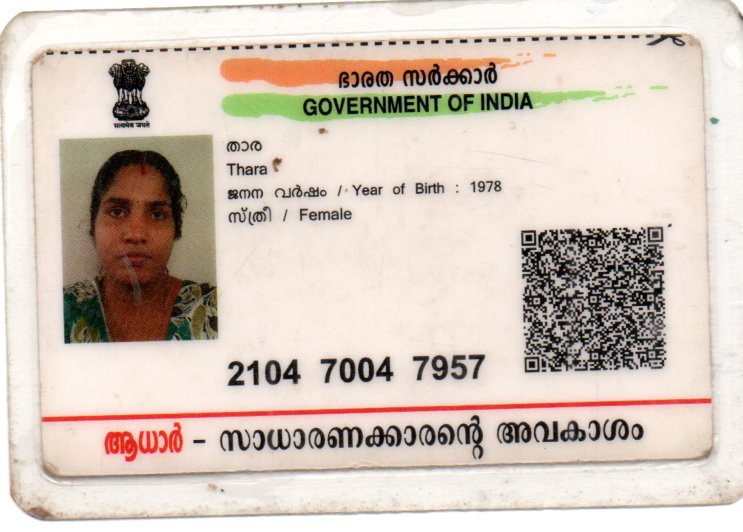 सत्यमेव जयते
ഭാരത സർക്കാർ
GOVERNMENT OF INDIA
താര
Thara
ജനന വർഷം / Year of Birth : 1978
സ്ത്രീ / Female
2104 7004 7957
ആധാർ – സാധാരണക്കാരന്റെ അവകാശം